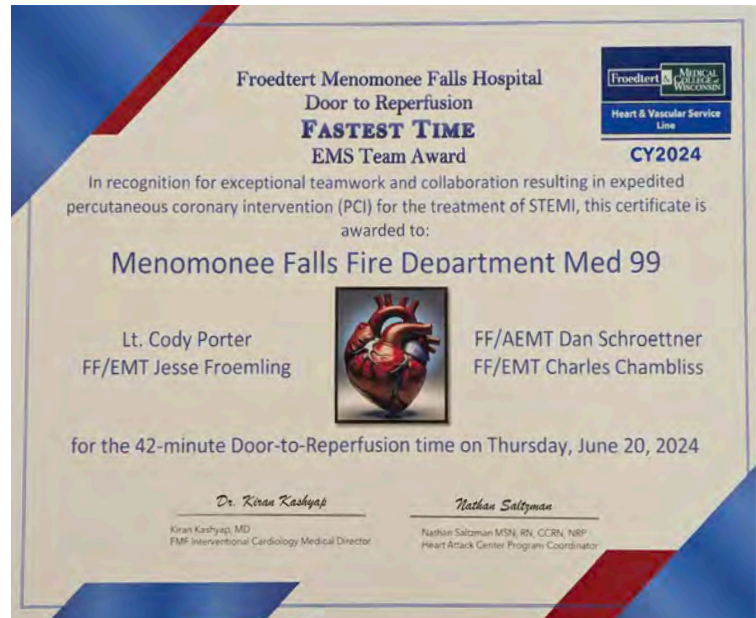 Froedtert Menomonee Falls Hospital
Door to Reperfusion
FASTEST TIME
EMS Team Award
Froedtert & MEDICAL COLLEGE of WISCONSIN
Heart & Vascular Service
Line
CY2024
In recognition for exceptional teamwork and collaboration resulting in expedited
percutaneous coronary intervention (PCI) for the treatment of STEMI, this certificate is
awarded to:
Menomonee Falls Fire Department Med 99
Lt. Cody Porter
FF/EMT Jesse Froemling
FF/AEMT Dan Schroettner
FF/EMT Charles Chambliss
for the 42-minute Door-to-Reperfusion time on Thursday, June 20, 2024
Dr. Kiran Kashyap
Kiran Kashyap, MD
FMF Interventional Cardiology Medical Director
Nathan Saltzman
Nathan Saltzman MSN, RN, CCRN, NRP
Heart Attack Center Program Coordinator